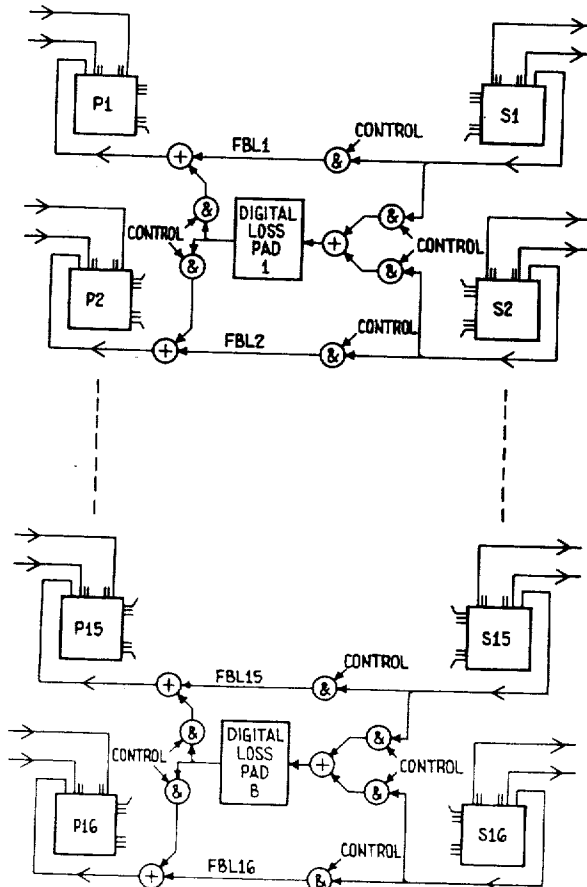 P1
S1
CONTROL
+
FBL1
&
&
DIGITAL
LOSS
PAD
1
+
&
CONTROL
CONTROL
&
&
P2
S2
CONTROL
+
FBL2
&
P15
S15
CONTROL
+
FBL15
&
&
DIGITAL
LOSS
PAD
8
+
&
CONTROL
CONTROL
&
&
P16
S16
CONTROL
+
FBL16
&